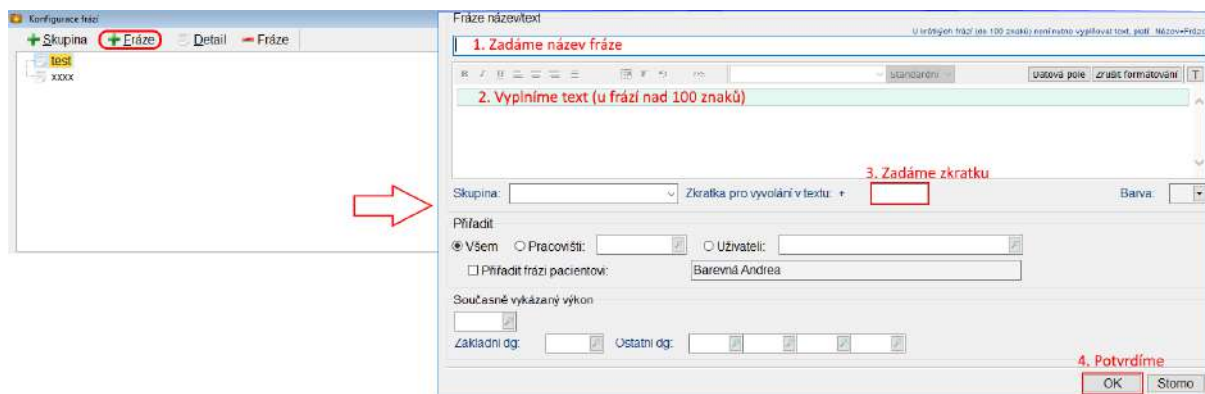 Konfigurace frází
Skupina Fráze Detail Fráze
test
xxxx
Fráze název/text
U krátkých frází (do 100 znaků) není nutno vyplňovat text, platí Název=Fráze
1. Zadáme název fráze
B I U Standardní Datová pole Zrušit formátování T
2. Vyplníme text (u frází nad 100 znaků)
3. Zadáme zkratku
Skupina: Zkratka pro vyvolání v textu: + Barva:
Přiřadit
Všem Pracovišti: Uživateli:
Přiřadit frázi pacientovi: Barevná Andrea
Současně vykázaný výkon
Základní dg: Ostatní dg:
4. Potvrdíme
OK Storno